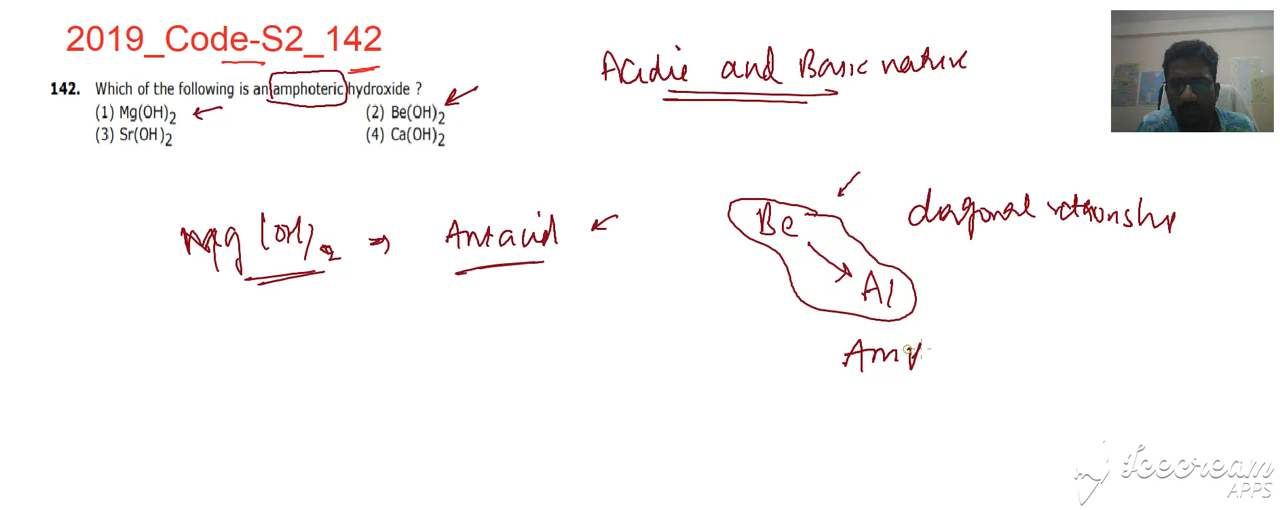 2019_Code-S2_142
Acidic and Basic nature
142. Which of the following is an amphoteric hydroxide ?
(1) Mg(OH)2 (2) Be(OH)2
(3) Sr(OH)2 (4) Ca(OH)2
Mg(OH)2 ⇒ Antacid
Be
diagonal relationship
Al
Amp
Icecream
APPS